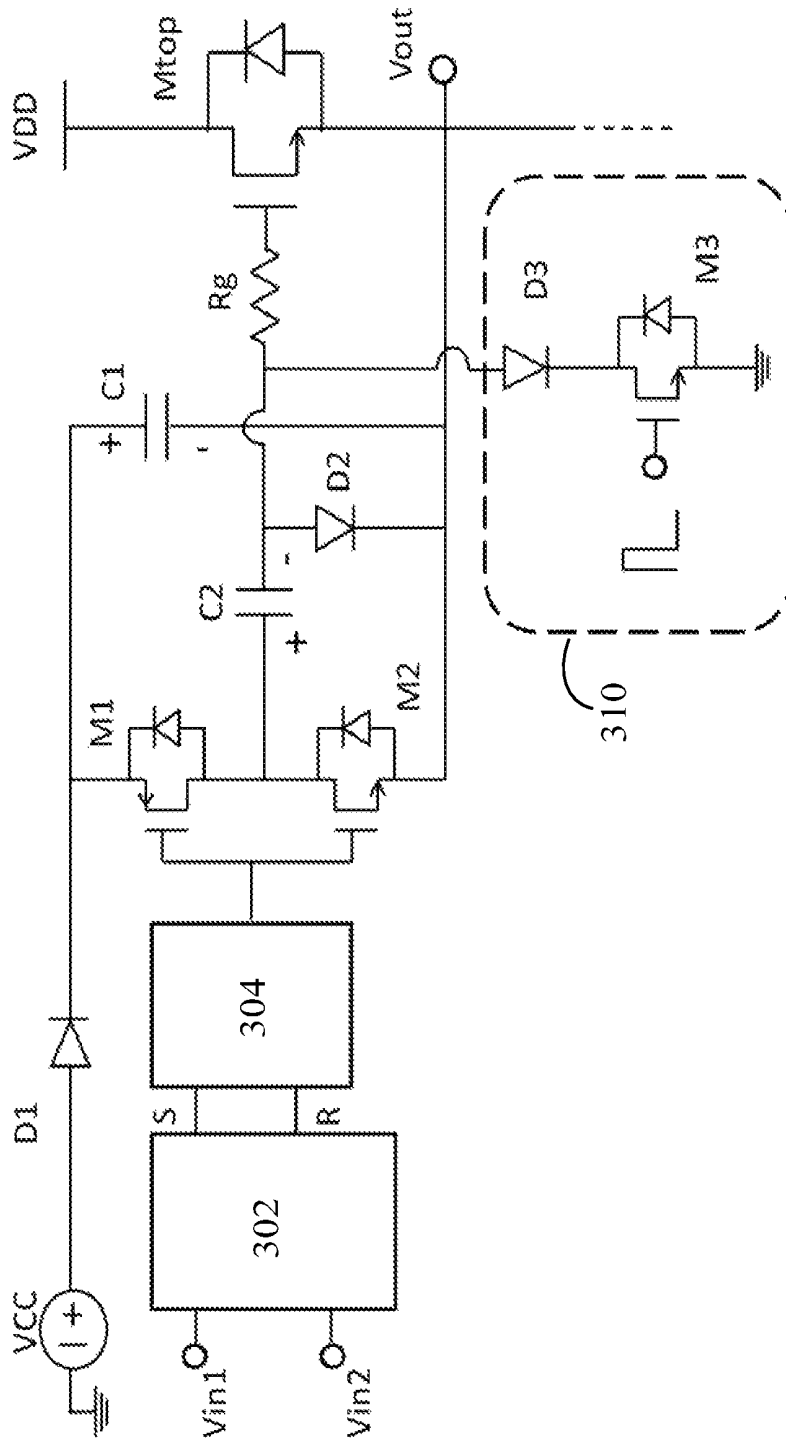 VCC
+
D1
Vin1
Vin2
302
S
R
304
M1
M2
C2
+
-
D2
C1
+
-
Rg
VDD
Mtop
Vout
D3
M3
310